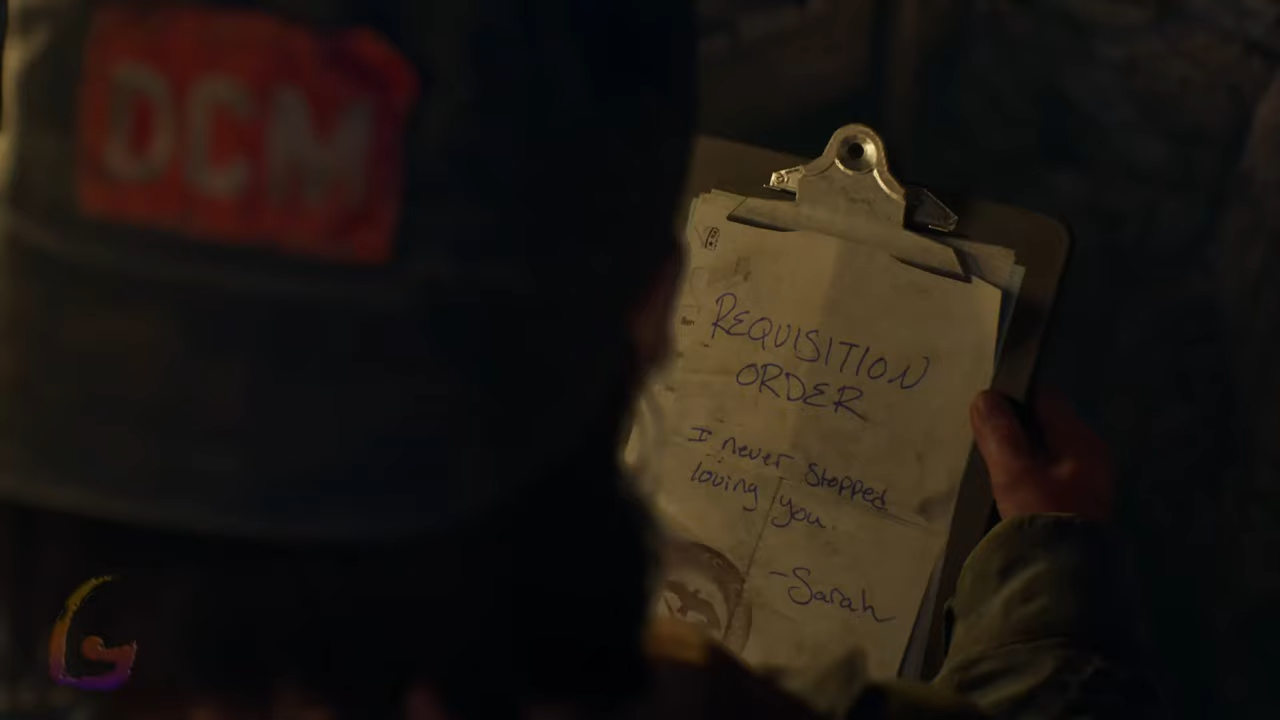 DCM
REQUISITION
ORDER
I never stopped
loving you.
-Sarah